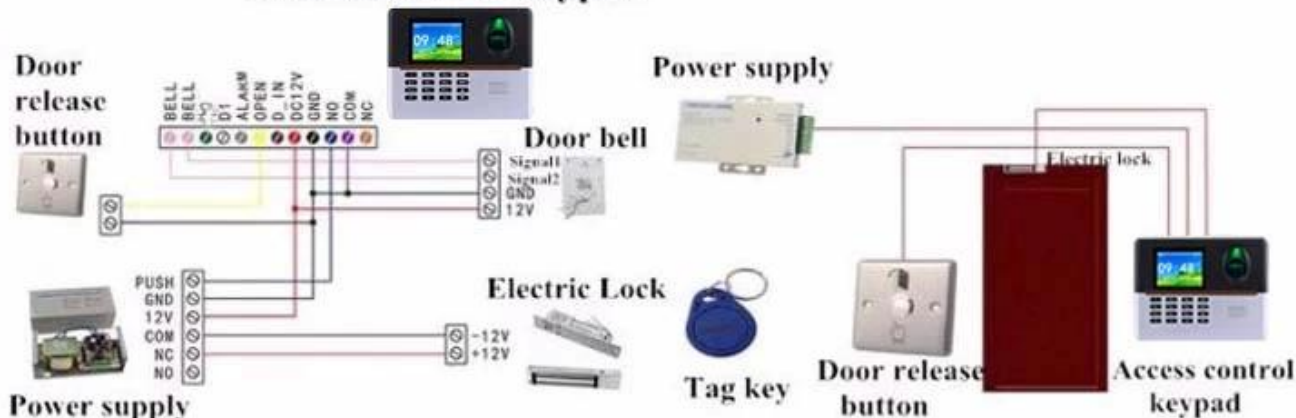 Door
release
button
BELL
BELL
D1
ALARM
OPEN
D_IN
DC12V
GND
NO
COM
NC
09:48
Door bell
Signal1
Signal2
GND
12V
PUSH
GND
12V
COM
NC
NO
Power supply
Electric Lock
-12V
+12V
Tag key
Power supply
Electric lock
Door release
button
09:48
Access control
keypad